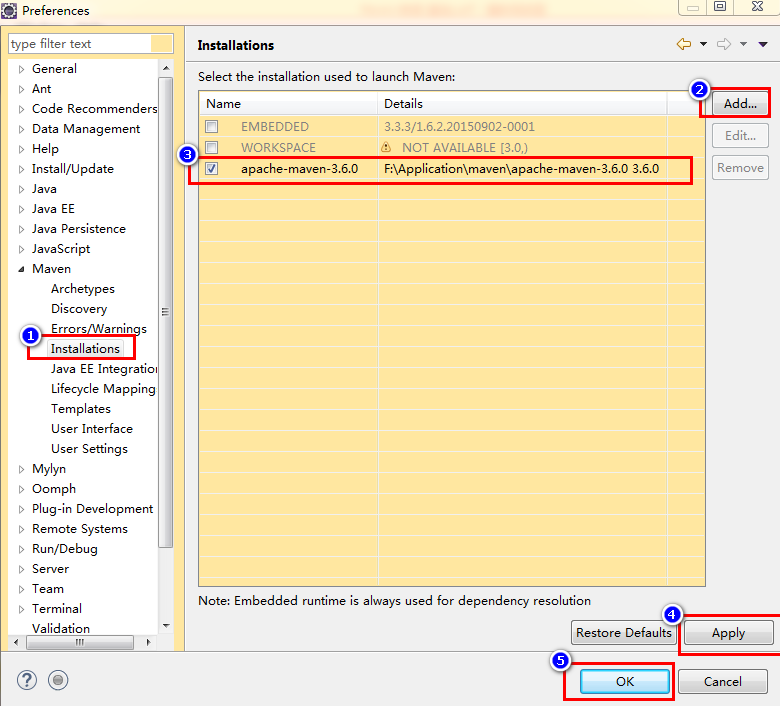 Preferences
type filter text
General
Ant
Code Recommenders
Data Management
Help
Install/Update
Java
Java EE
Java Persistence
JavaScript
Maven
Archetypes
Discovery
Errors/Warnings
1
Installations
Java EE Integration
Lifecycle Mapping
Templates
User Interface
User Settings
Mylyn
Oomph
Plug-in Development
Remote Systems
Run/Debug
Server
Team
Terminal
Validation
Installations
Select the installation used to launch Maven:
Name Details
2 Add...
EMBEDDED 3.3.3/1.6.2.20150902-0001
Edit...
WORKSPACE NOT AVAILABLE [3.0,)
3
apache-maven-3.6.0 F:\Application\maven\apache-maven-3.6.0 3.6.0
Remove
Note: Embedded runtime is always used for dependency resolution
4
Restore Defaults Apply
5
? OK Cancel